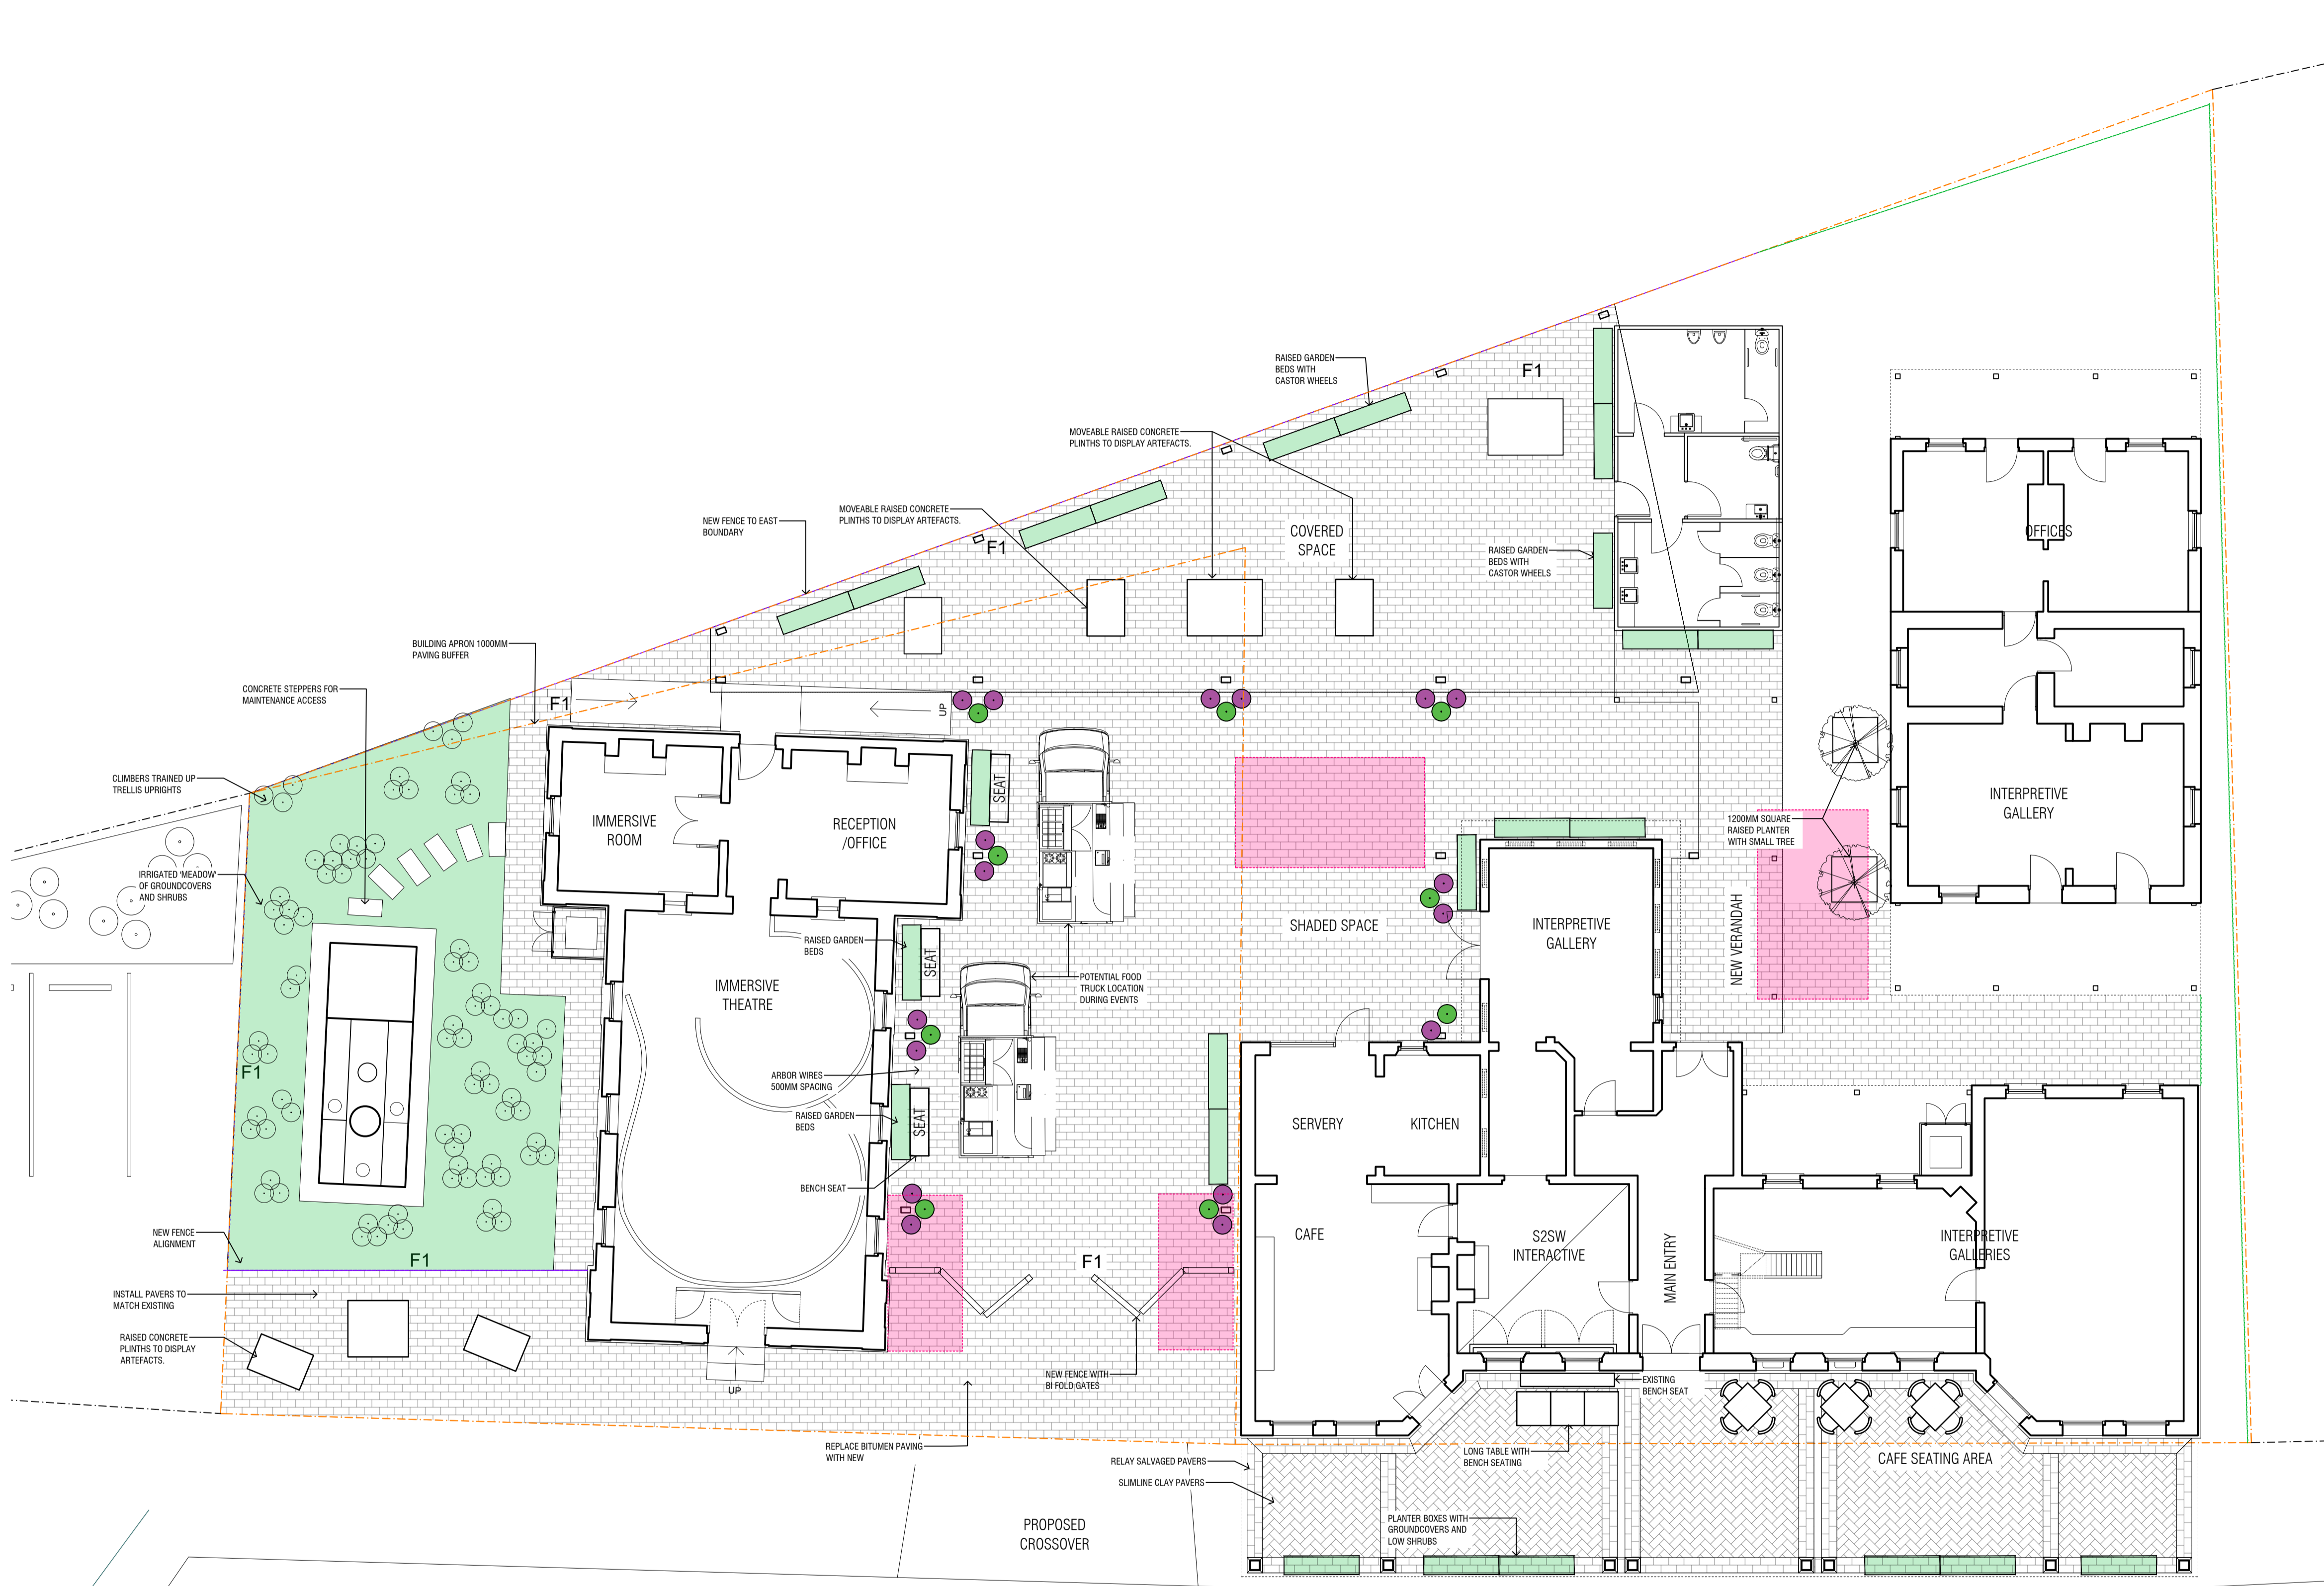 RAISED GARDEN
BEDS WITH
CASTOR WHEELS
F1
MOVEABLE RAISED CONCRETE
PLINTHS TO DISPLAY ARTEFACTS.
MOVEABLE RAISED CONCRETE
PLINTHS TO DISPLAY ARTEFACTS.
NEW FENCE TO EAST
BOUNDARY
F1
COVERED
SPACE
RAISED GARDEN
BEDS WITH
CASTOR WHEELS
OFFICES
BUILDING APRON 1000MM
PAVING BUFFER
CONCRETE STEPPERS FOR
MAINTENANCE ACCESS
F1
UP
CLIMBERS TRAINED UP
TRELLIS UPRIGHTS
SEAT
IMMERSIVE
ROOM
RECEPTION
/OFFICE
INTERPRETIVE
GALLERY
1200MM SQUARE
RAISED PLANTER
WITH SMALL TREE
IRRIGATED 'MEADOW'
OF GROUNDCOVERS
AND SHRUBS
SHADED SPACE
INTERPRETIVE
GALLERY
NEW VERANDAH
RAISED GARDEN
BEDS
SEAT
IMMERSIVE
THEATRE
POTENTIAL FOOD
TRUCK LOCATION
DURING EVENTS
F1
ARBOR WIRES
500MM SPACING
RAISED GARDEN
BEDS
SEAT
SERVERY
KITCHEN
BENCH SEAT
NEW FENCE
ALIGNMENT
F1
F1
CAFE
S2SW
INTERACTIVE
MAIN ENTRY
INTERPRETIVE
GALLERIES
INSTALL PAVERS TO
MATCH EXISTING
RAISED CONCRETE
PLINTHS TO DISPLAY
ARTEFACTS.
UP
NEW FENCE WITH
BI FOLD GATES
EXISTING
BENCH SEAT
REPLACE BITUMEN PAVING
WITH NEW
RELAY SALVAGED PAVERS
SLIMLINE CLAY PAVERS
LONG TABLE WITH
BENCH SEATING
CAFE SEATING AREA
PROPOSED
CROSSOVER
PLANTER BOXES WITH
GROUNDCOVERS AND
LOW SHRUBS